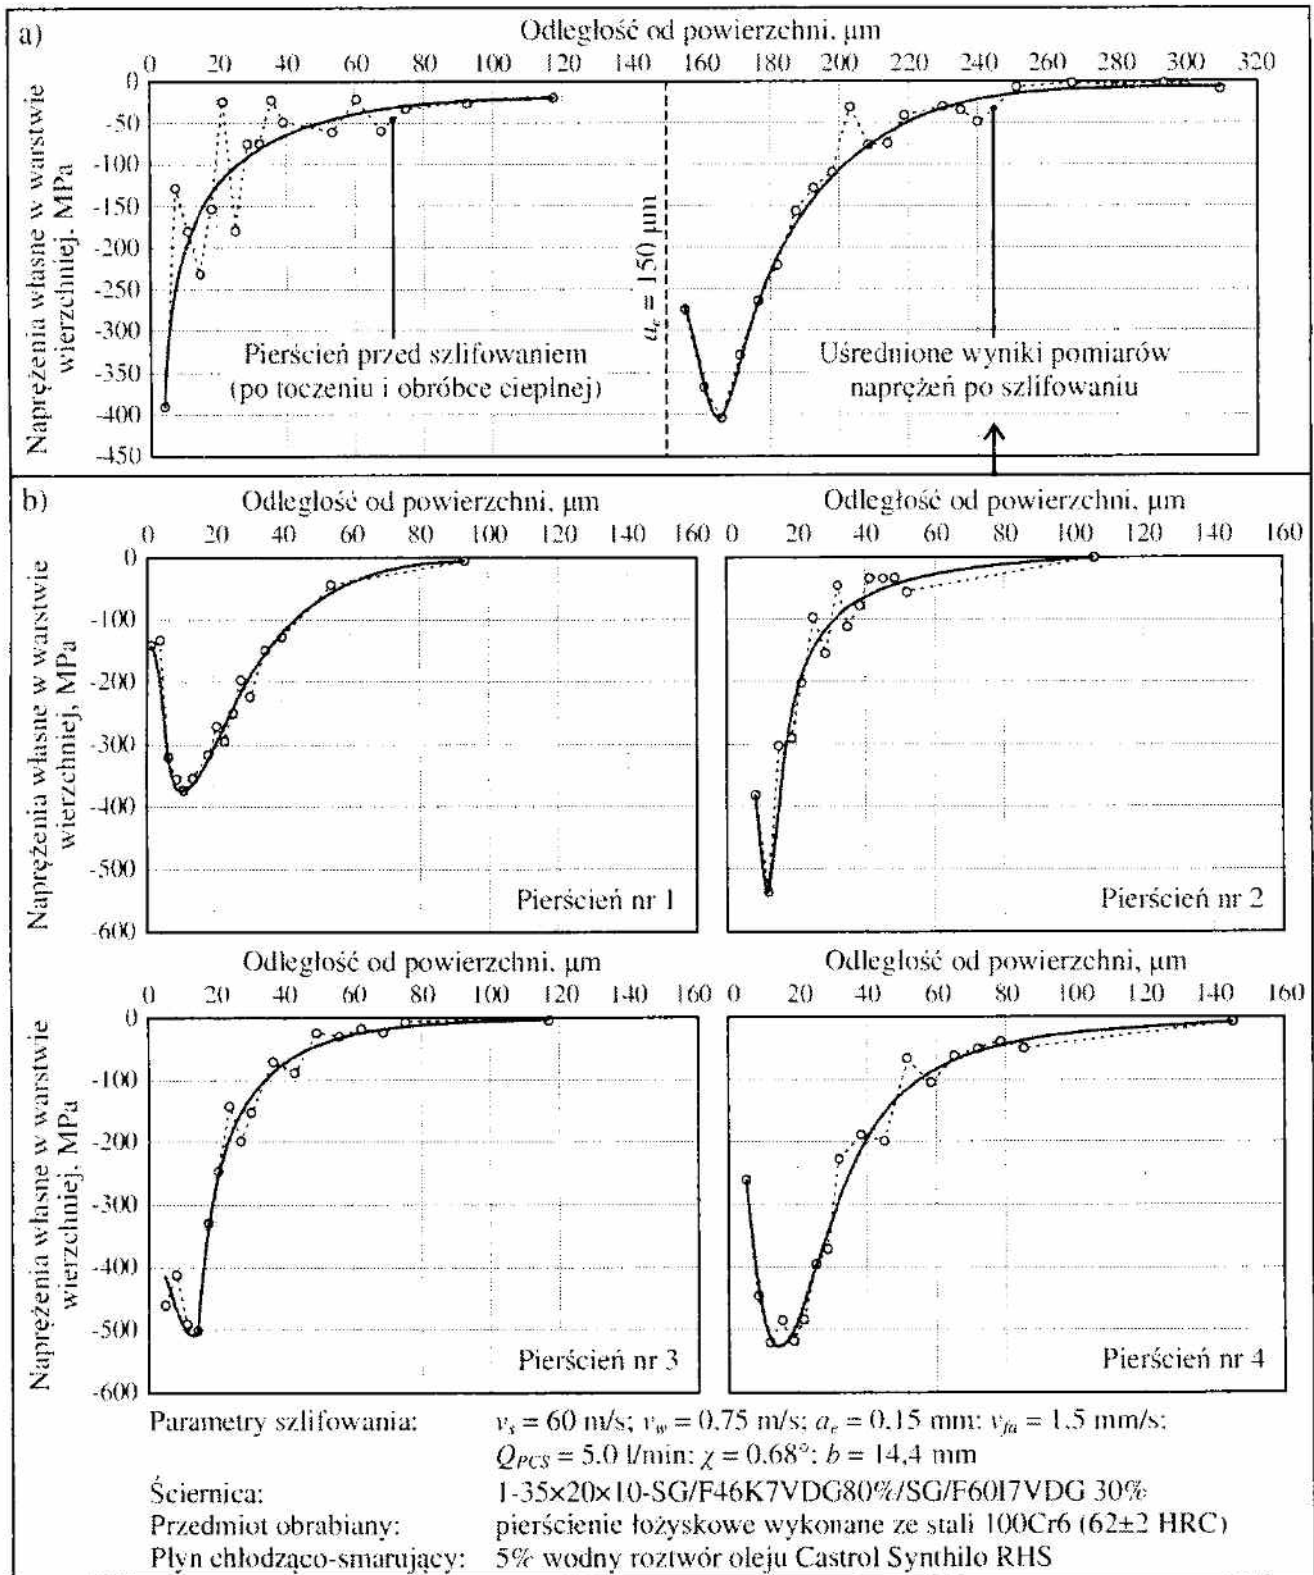 a)
Odległość od powierzchni, μm
0 20 40 60 80 100 120 140 160 180 200 220 240 260 280 300 320
Naprężenia własne w warstwie
wierzchniej, MPa
0
-50
-100
-150
-200
-250
-300
-350
-400
-450
Pierścień przed szlifowaniem
(po toczeniu i obróbce cieplnej)
a_e = 150 μm
Uśrednione wyniki pomiarów
naprężeń po szlifowaniu
b)
Odległość od powierzchni, μm
0 20 40 60 80 100 120 140 160
Naprężenia własne w warstwie
wierzchniej, MPa
0
-100
-200
-300
-400
-500
-600
Pierścień nr 1
Odległość od powierzchni, μm
0 20 40 60 80 100 120 140 160
Pierścień nr 2
Odległość od powierzchni, μm
0 20 40 60 80 100 120 140 160
Naprężenia własne w warstwie
wierzchniej, MPa
0
-100
-200
-300
-400
-500
-600
Pierścień nr 3
Odległość od powierzchni, μm
0 20 40 60 80 100 120 140 160
Pierścień nr 4
Parametry szlifowania: v_s = 60 m/s; v_w = 0.75 m/s; a_e = 0.15 mm; v_fa = 1.5 mm/s;
Q_PCS = 5.0 l/min; χ = 0.68°; b = 14,4 mm
Ściernica: 1-35×20×10-SG/F46K7VDG80%/SG/F60I7VDG 30%
Przedmiot obrabiany: pierścienie łożyskowe wykonane ze stali 100Cr6 (62±2 HRC)
Płyn chłodząco-smarujący: 5% wodny roztwór oleju Castrol Synthilo RHS